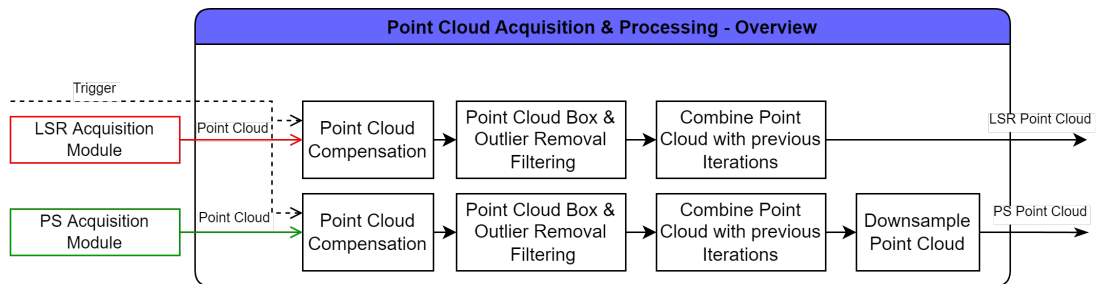 Point Cloud Acquisition & Processing - Overview
Trigger
LSR Acquisition
Module
Point Cloud
Point Cloud
Compensation
Point Cloud Box &
Outlier Removal
Filtering
Combine Point
Cloud with previous
Iterations
LSR Point Cloud
PS Acquisition
Module
Point Cloud
Point Cloud
Compensation
Point Cloud Box &
Outlier Removal
Filtering
Combine Point
Cloud with previous
Iterations
Downsample
Point Cloud
PS Point Cloud